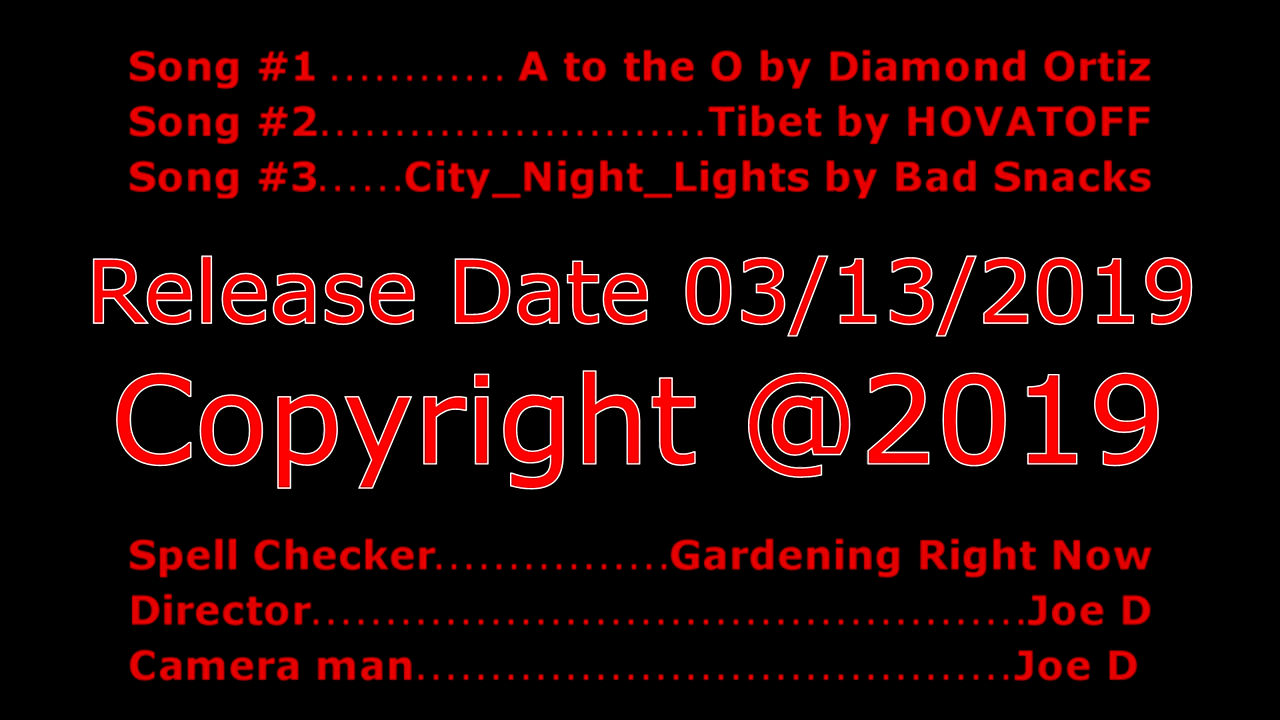 Song #1 ............ A to the O by Diamond Ortiz
Song #2..........................Tibet by HOVATOFF
Song #3......City_Night_Lights by Bad Snacks
Release Date 03/13/2019
Copyright @2019
Spell Checker................Gardening Right Now
Director................................................Joe D
Camera man........................................Joe D